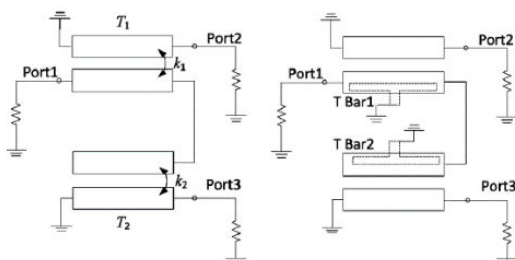 T₁
Port2
k₁
Port1
k₂
Port3
T₂
Port2
Port1
T Bar1
T Bar2
Port3